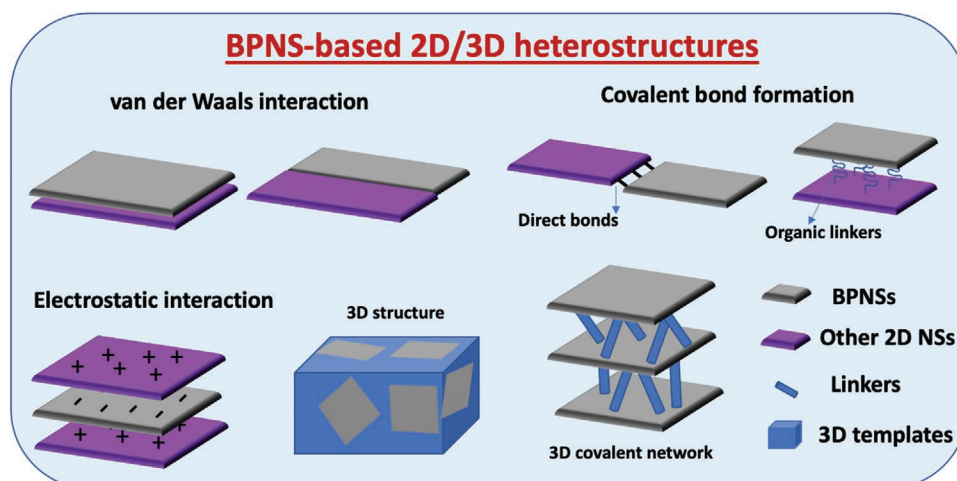 BPNS-based 2D/3D heterostructures
van der Waals interaction
Covalent bond formation
Direct bonds
Organic linkers
Electrostatic interaction
3D structure
3D covalent network
BPNSs
Other 2D NSs
Linkers
3D templates